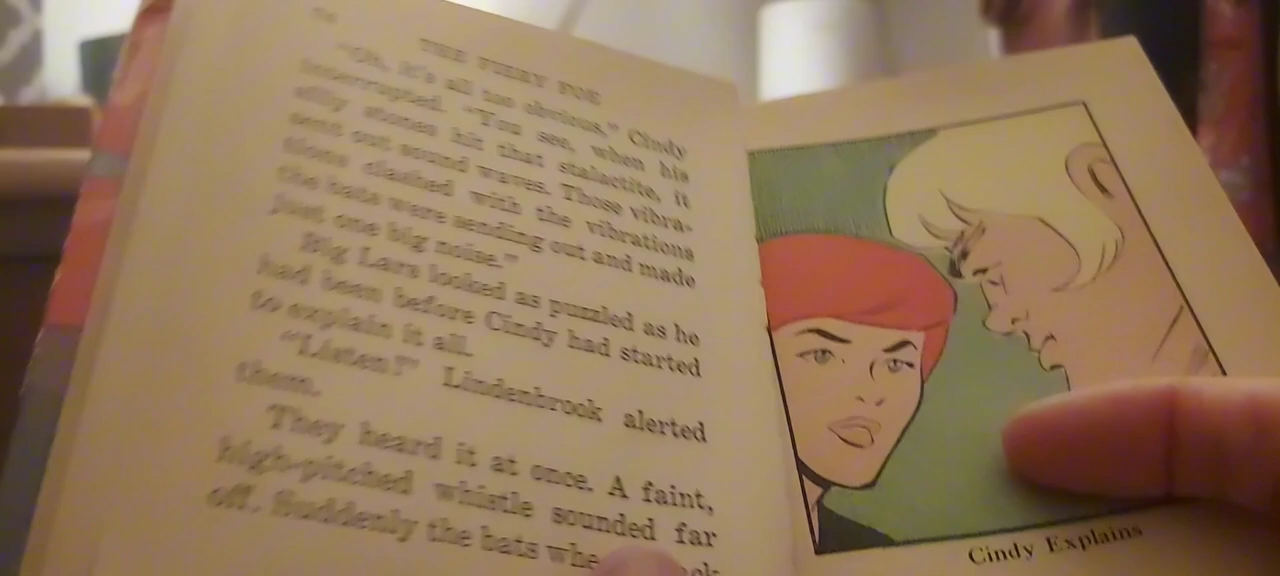 THE FIERY FOE
"Oh, it's all too obvious," Cindy
interrupted. "You see, when his
silly stones hit that stalactite, it
sent out sound waves. Those vibra-
tions clashed with the vibrations
the bats were sending out and made
just one big noise."
Big Lars looked as puzzled as he
had been before Cindy had started
to explain it all.
"Listen!" Lindenbrook alerted
them.
They heard it at once. A faint,
high-pitched whistle sounded far
off. Suddenly the bats
Cindy Explains